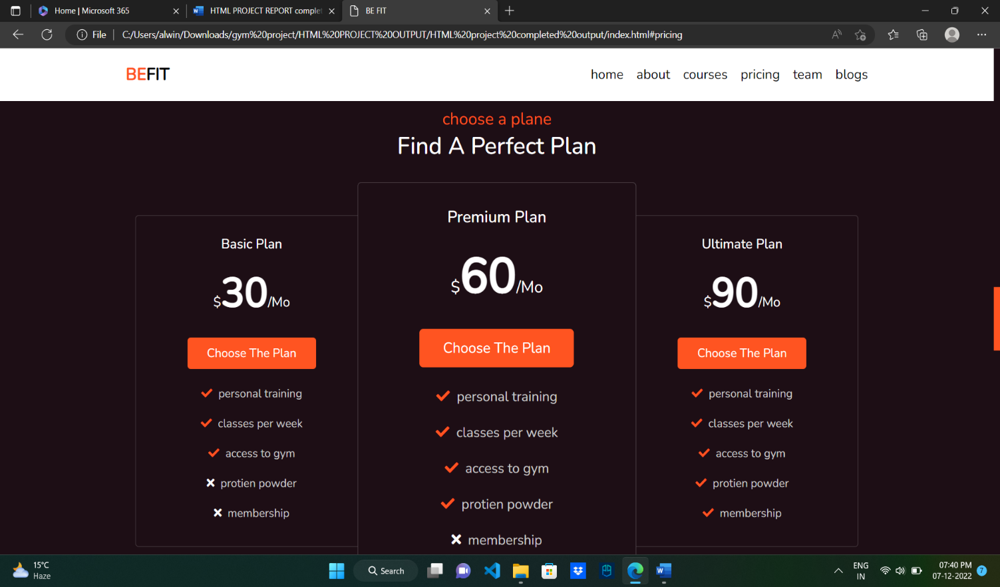 Home | Microsoft 365
HTML PROJECT REPORT complet
BE FIT
File
C:/Users/alwin/Downloads/gym%20project/HTML%20PROJECT%20OUTPUT/HTML%20project%20completed%20output/index.html#pricing
BEFIT
home about courses pricing team blogs
choose a plane
Find A Perfect Plan
Basic Plan
$30/Mo
Choose The Plan
personal training
classes per week
access to gym
protien powder
membership
Premium Plan
$60/Mo
Choose The Plan
personal training
classes per week
access to gym
protien powder
membership
Ultimate Plan
$90/Mo
Choose The Plan
personal training
classes per week
access to gym
protien powder
membership
15°C
Haze
Search
ENG
IN
07:40 PM
07-12-2022
7